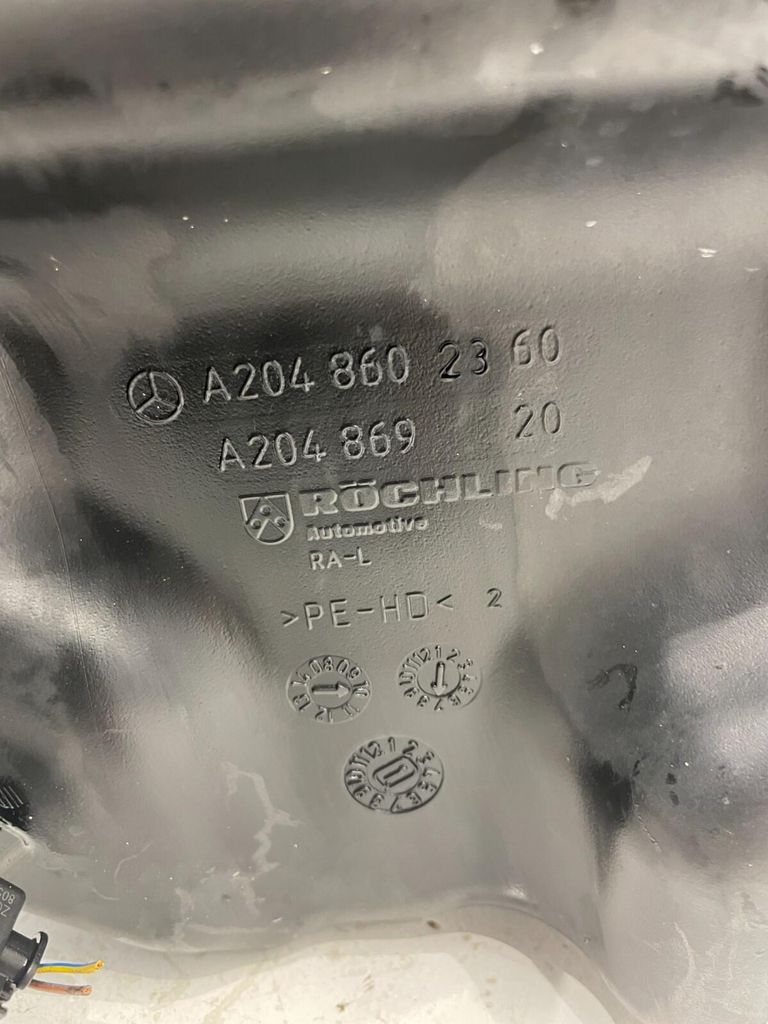 A204 860 23 60
A204 869 20
RÖCHLING
Automotive
RA-L
>PE-HD< 2